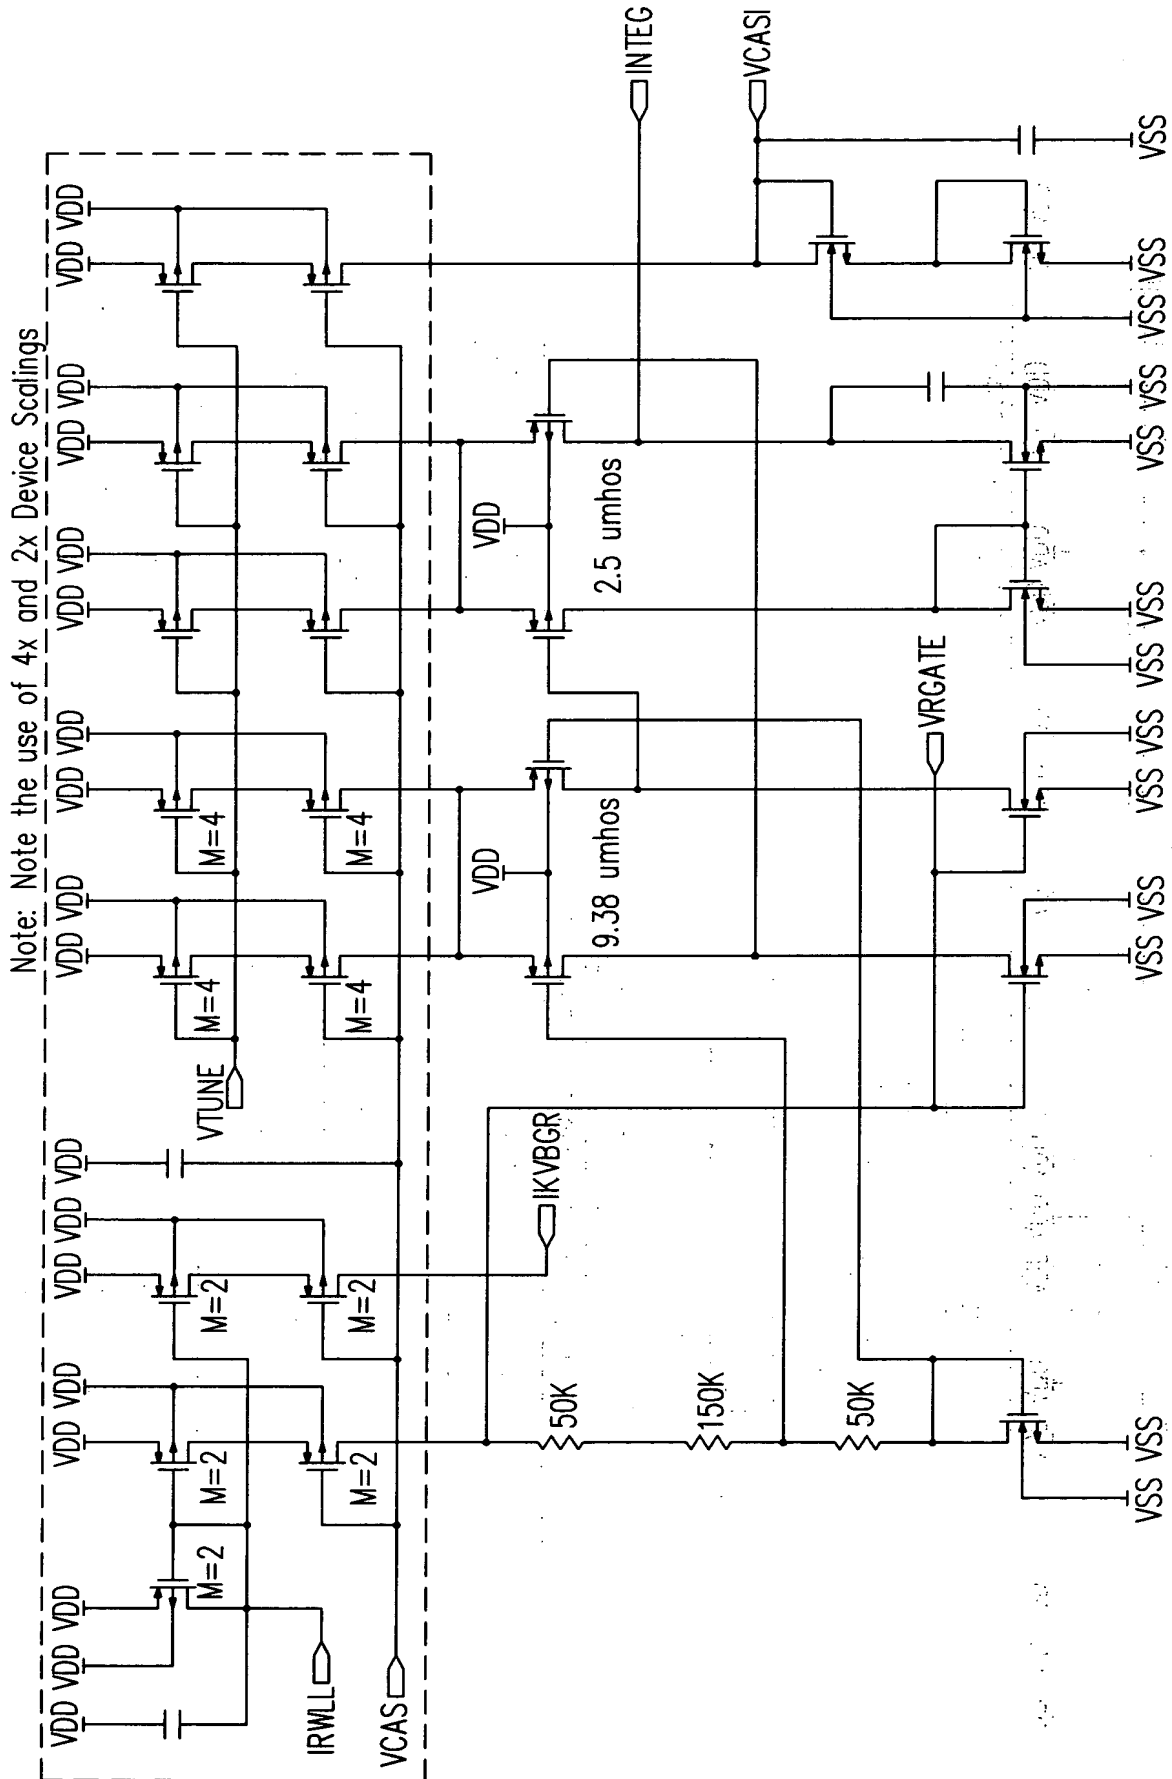 Note: Note the use of 4x and 2x Device Scalings
VDD VDD VDD VDD VDD VDD VDD VDD VDD VDD VDD VDD VDD VDD VDD VDD VDD VDD
M=2 M=2 M=2 VTUNE M=4 M=4
IRWLL
M=2 M=2 M=4 M=4
VCAS
IKVBGR
VDD VDD
50K
9.38 umhos 2.5 umhos
INTEG
150K
VCASI
50K
VRGATE
VSS VSS VSS VSS VSS VSS VSS VSS VSS VSS VSS VSS VSS